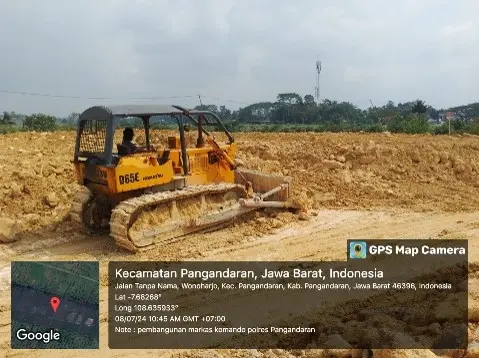 D65E
KOMATSU
GPS Map Camera
Kecamatan Pangandaran, Jawa Barat, Indonesia
Jalan Tanpa Nama, Wonoharjo, Kec. Pangandaran, Kab. Pangandaran, Jawa Barat 46396, Indonesia
Lat -7.68268°
Long 108.635933°
08/07/24 10:45 AM GMT +07:00
Note : pembangunan markas komando polres Pangandaran
Google